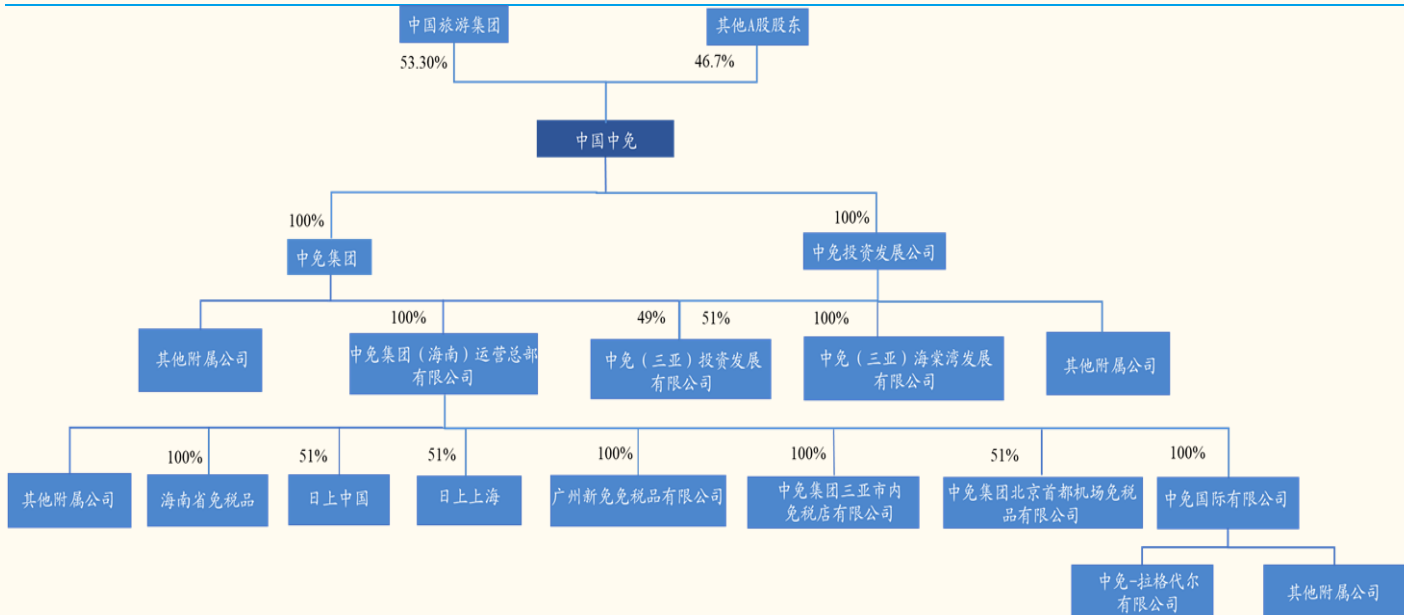 中国旅游集团
其他A股股东
53.30%
46.7%
中国中免
100%
100%
中免集团
中免投资发展公司
100%
49%
51%
100%
其他附属公司
中免集团（海南）运营总部
有限公司
中免（三亚）投资发展
有限公司
中免（三亚）海棠湾发展
有限公司
其他附属公司
100%
51%
51%
100%
100%
51%
100%
其他附属公司
海南省免税品
日上中国
日上上海
广州新免免税品有限公司
中免集团三亚市内
免税店有限公司
中免集团北京首都机场免税
品有限公司
中免国际有限公司
中免-拉格代尔
有限公司
其他附属公司